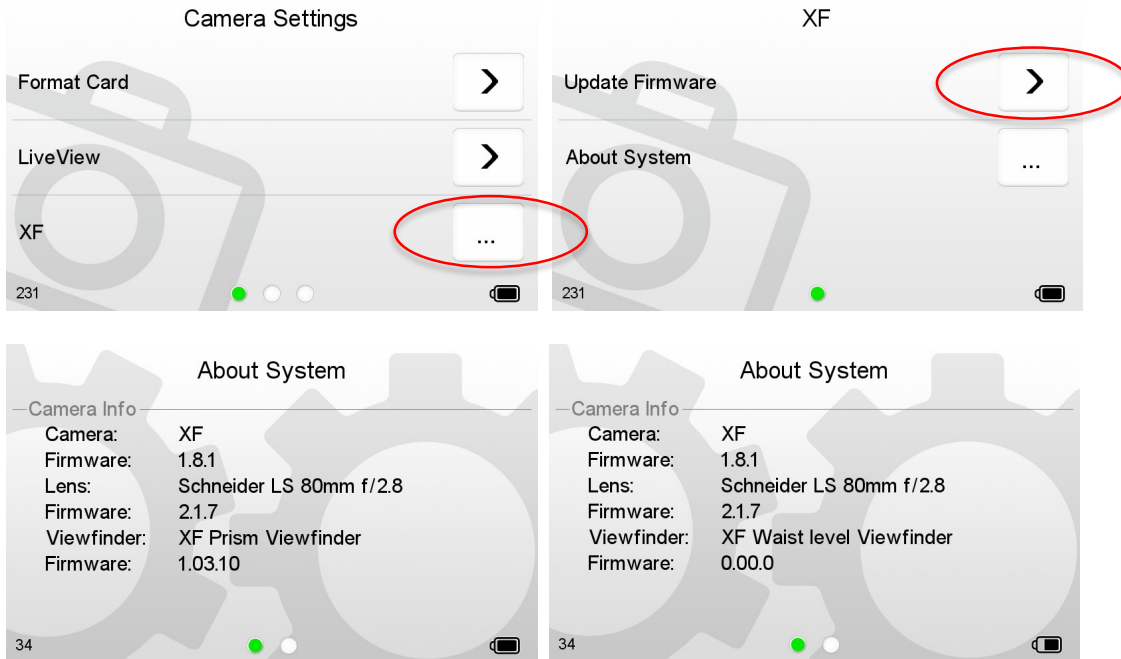 Camera Settings
Format Card
LiveView
XF
...
231
XF
Update Firmware
About System
...
231
About System
Camera Info
Camera: XF
Firmware: 1.8.1
Lens: Schneider LS 80mm f/2.8
Firmware: 2.1.7
Viewfinder: XF Prism Viewfinder
Firmware: 1.03.10
34
About System
Camera Info
Camera: XF
Firmware: 1.8.1
Lens: Schneider LS 80mm f/2.8
Firmware: 2.1.7
Viewfinder: XF Waist level Viewfinder
Firmware: 0.00.0
34